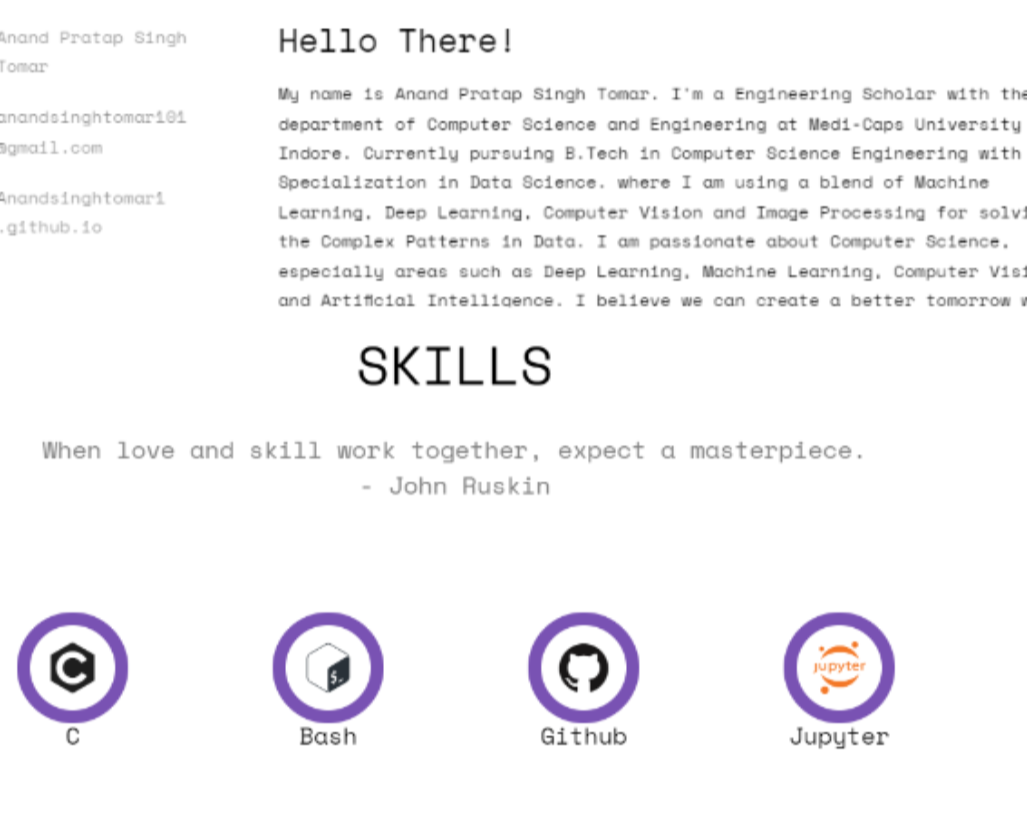 Anand Pratap Singh
Tomar
anandsinghtomar101
@gmail.com
Anandsinghtomar1
.github.io
Hello There!
My name is Anand Pratap Singh Tomar. I'm a Engineering Scholar with the
department of Computer Science and Engineering at Medi-Caps University
Indore. Currently pursuing B.Tech in Computer Science Engineering with
Specialization in Data Science. where I am using a blend of Machine
Learning, Deep Learning, Computer Vision and Image Processing for solvi
the Complex Patterns in Data. I am passionate about Computer Science,
especially areas such as Deep Learning, Machine Learning, Computer Visi
and Artificial Intelligence. I believe we can create a better tomorrow w
SKILLS
When love and skill work together, expect a masterpiece.
- John Ruskin
C
$_
jupyter
C
Bash
Github
Jupyter